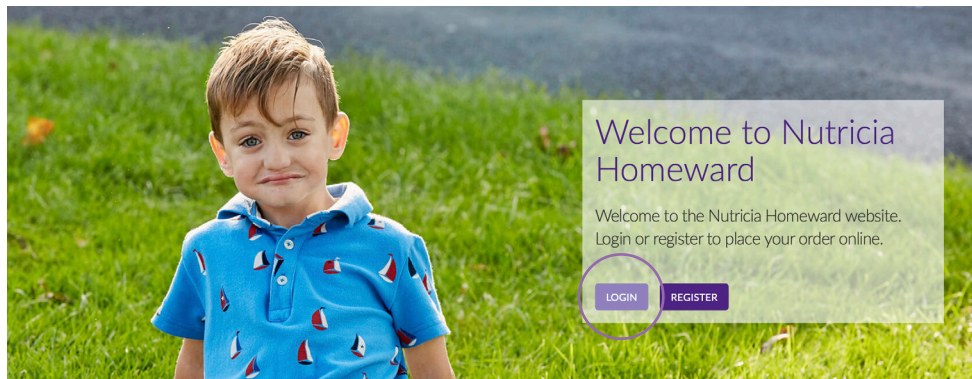 Welcome to Nutricia
Homeward
Welcome to the Nutricia Homeward website.
Login or register to place your order online.
LOGIN
REGISTER